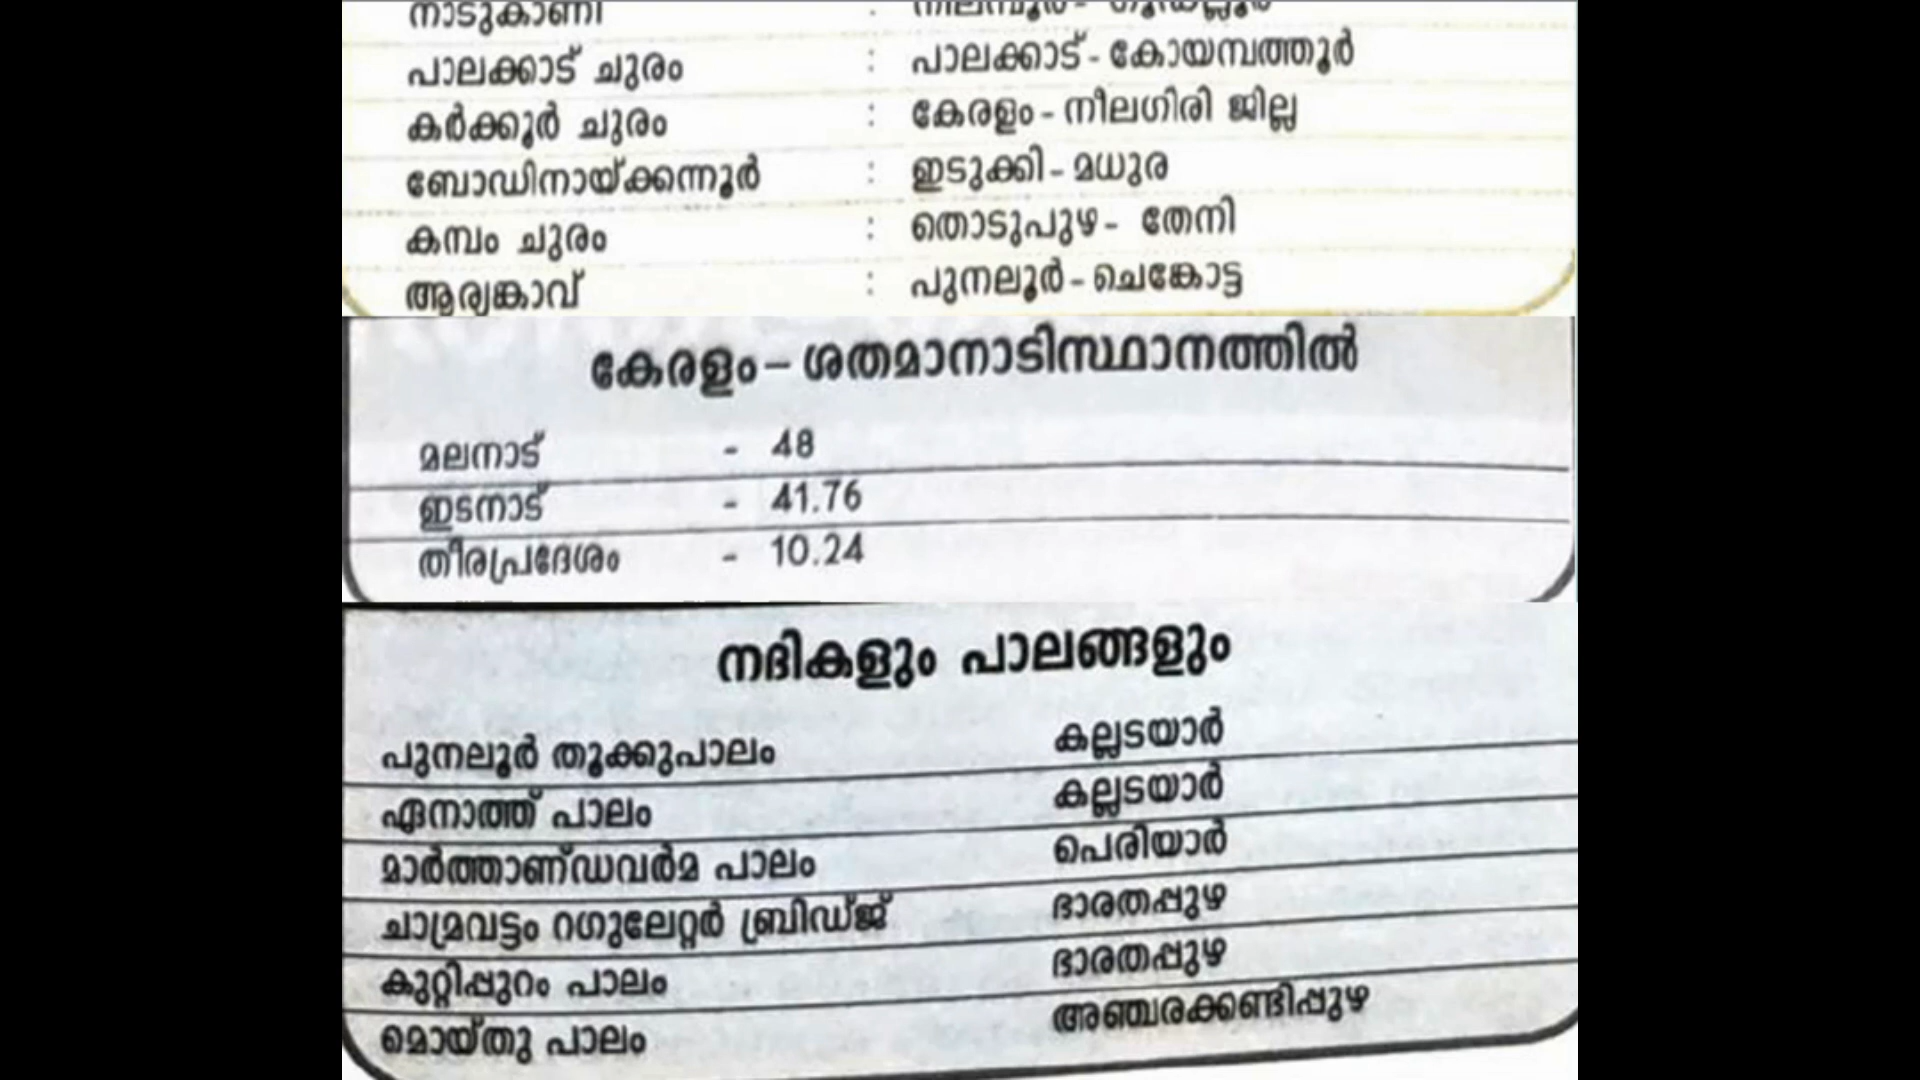 നാടുകാണി : നിലമ്പൂർ - ഗൂഡല്ലൂർ
പാലക്കാട് ചുരം : പാലക്കാട് - കോയമ്പത്തൂർ
കർക്കൂർ ചുരം : കേരളം - നീലഗിരി ജില്ല
ബോഡിനായ്ക്കന്നൂർ : ഇടുക്കി - മധുര
കമ്പം ചുരം : തൊടുപുഴ - തേനി
ആര്യങ്കാവ് : പുനലൂർ - ചെങ്കോട്ട
കേരളം – ശതമാനാടിസ്ഥാനത്തിൽ
മലനാട് - 48
ഇടനാട് - 41.76
തീരപ്രദേശം - 10.24
നദികളും പാലങ്ങളും
പുനലൂർ തൂക്കുപാലം കല്ലടയാർ
ഏനാത്ത് പാലം കല്ലടയാർ
മാർത്താണ്ഡവർമ പാലം പെരിയാർ
ചാമ്രവട്ടം റഗുലേറ്റർ ബ്രിഡ്ജ് ഭാരതപ്പുഴ
കുറ്റിപ്പുറം പാലം ഭാരതപ്പുഴ
മൊയ്തു പാലം അഞ്ചരക്കണ്ടിപ്പുഴ